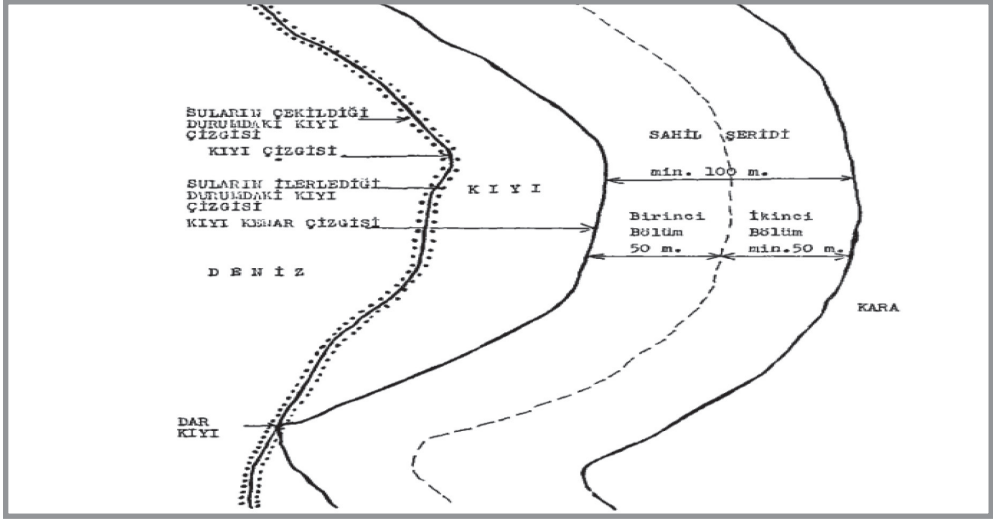 SULARIN ÇEKİLDİĞİ
DURUMDAKİ KIYI
ÇİZGİSİ
KIYI ÇİZGİSİ
SULARIN İLERLEDİĞİ
DURUMDAKİ KIYI
ÇİZGİSİ
KIYI KENAR ÇİZGİSİ
D E N İ Z
DAR
KIYI
K I Y I
SAHİL ŞERİDİ
min. 100 m.
Birinci
Bölüm
50 m.
İkinci
Bölüm
min.50 m.
KARA